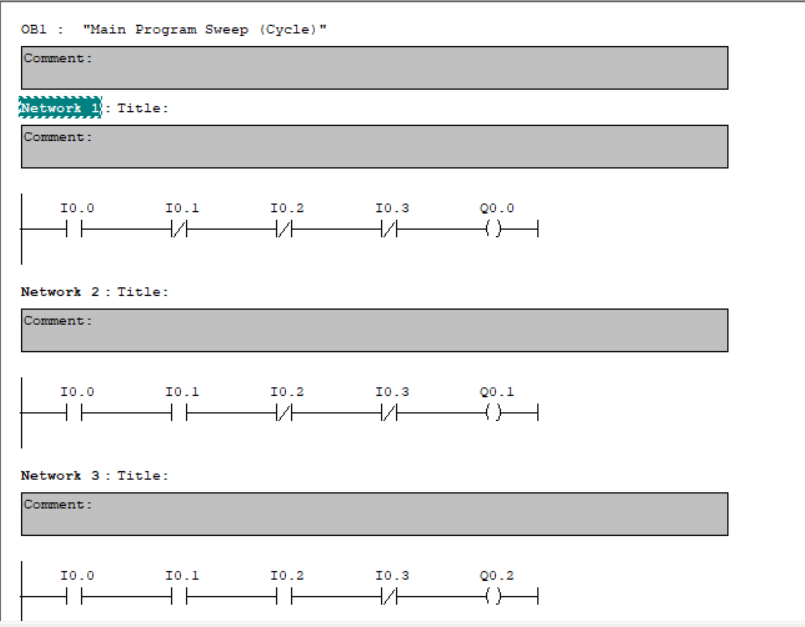 OB1 : "Main Program Sweep (Cycle)"
Comment:
Network 1: Title:
Comment:
I0.0 I0.1 I0.2 I0.3 Q0.0
Network 2: Title:
Comment:
I0.0 I0.1 I0.2 I0.3 Q0.1
Network 3: Title:
Comment:
I0.0 I0.1 I0.2 I0.3 Q0.2